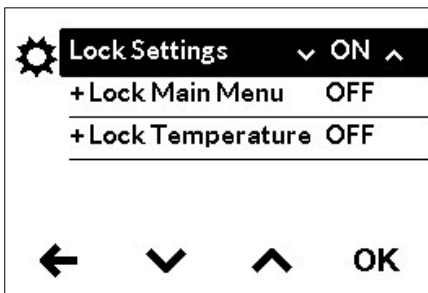 Lock Settings ON
+Lock Main Menu OFF
+Lock Temperature OFF
OK